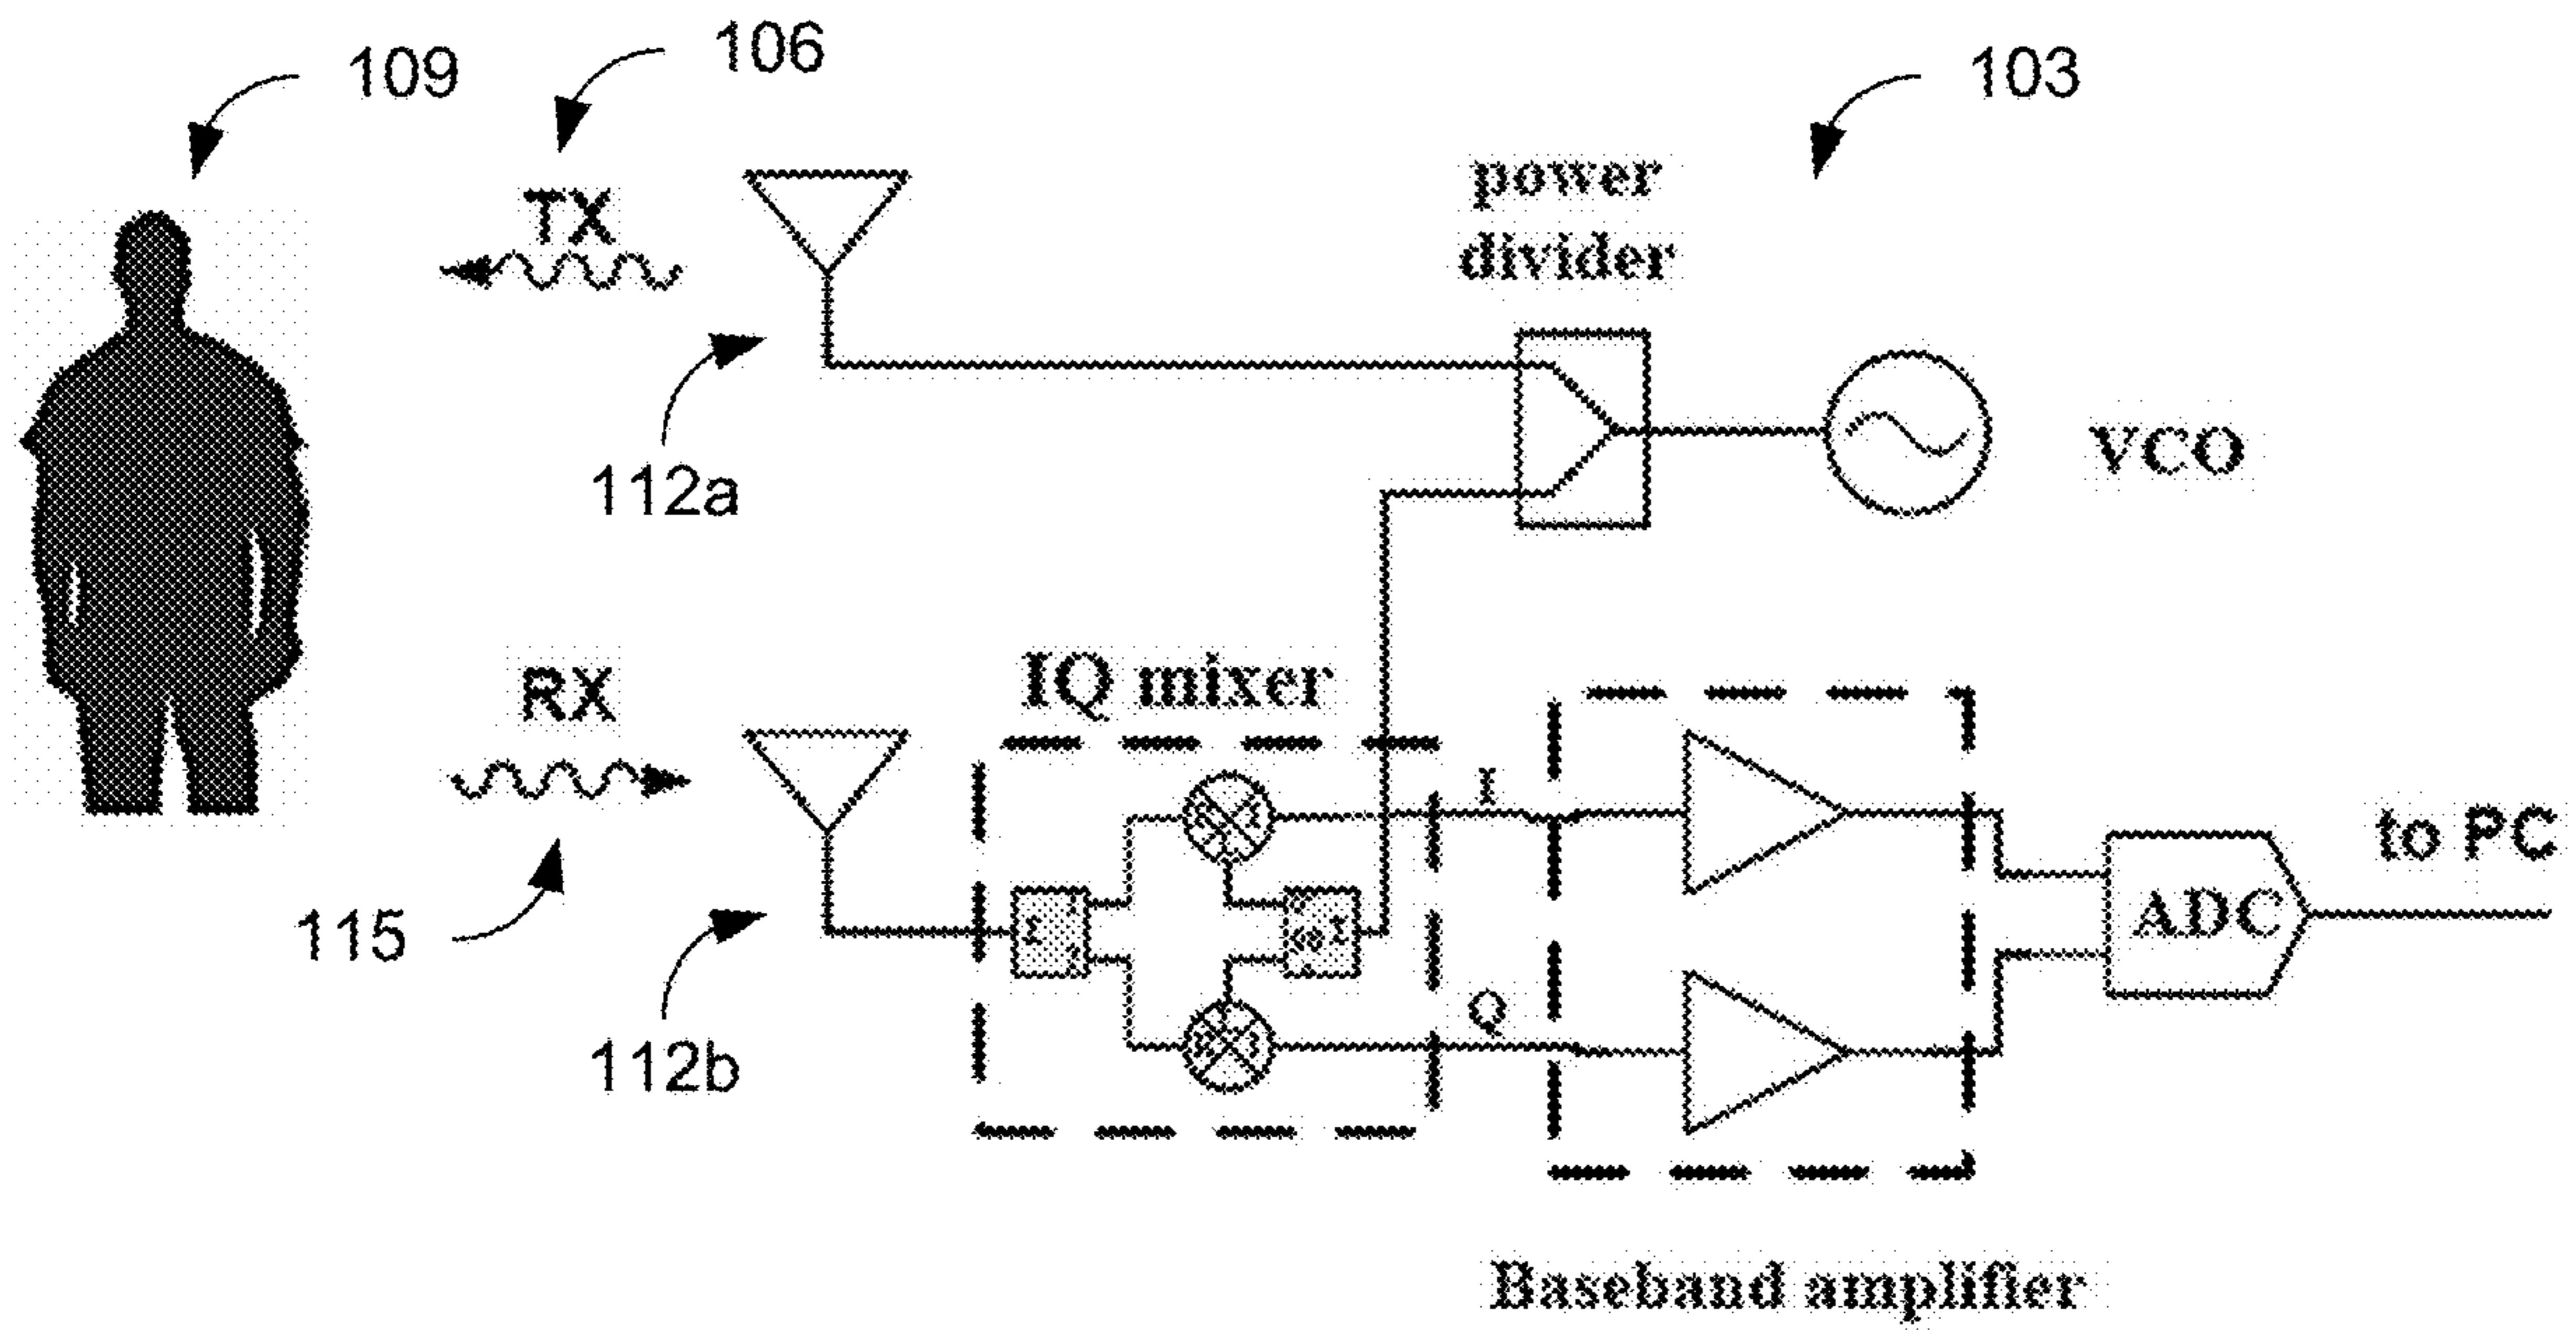 109
106
103
TX
power
divider
112a
VCO
RX
IQ mixer
I
to PC
115
ADC
Q
112b
Baseband amplifier